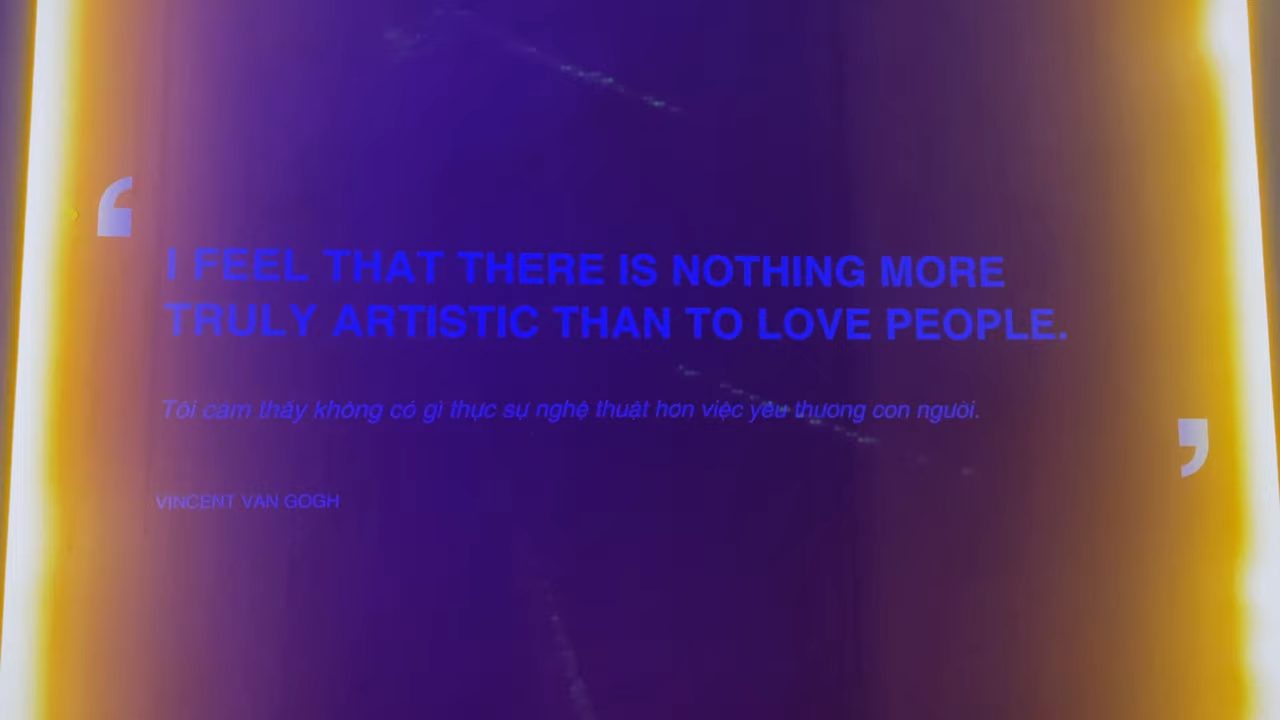 ‘
I FEEL THAT THERE IS NOTHING MORE
TRULY ARTISTIC THAN TO LOVE PEOPLE.
Tôi cảm thấy không có gì thực sự nghệ thuật hơn việc yêu thương con người.
’
VINCENT VAN GOGH